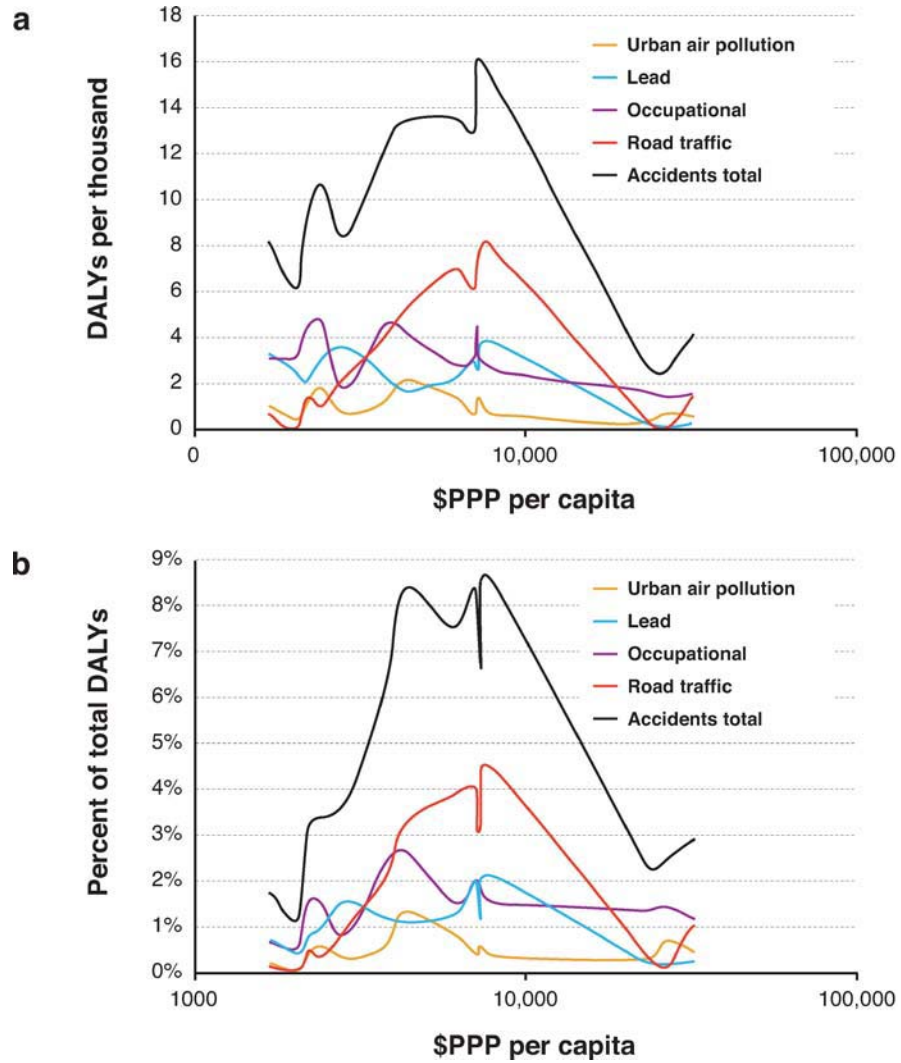 a
18
16
14
12
10
8
6
4
2
0
DALYs per thousand
Urban air pollution
Lead
Occupational
Road traffic
Accidents total
0
10,000
100,000
$PPP per capita
b
9%
8%
7%
6%
5%
4%
3%
2%
1%
0%
Percent of total DALYs
Urban air pollution
Lead
Occupational
Road traffic
Accidents total
1000
10,000
100,000
$PPP per capita